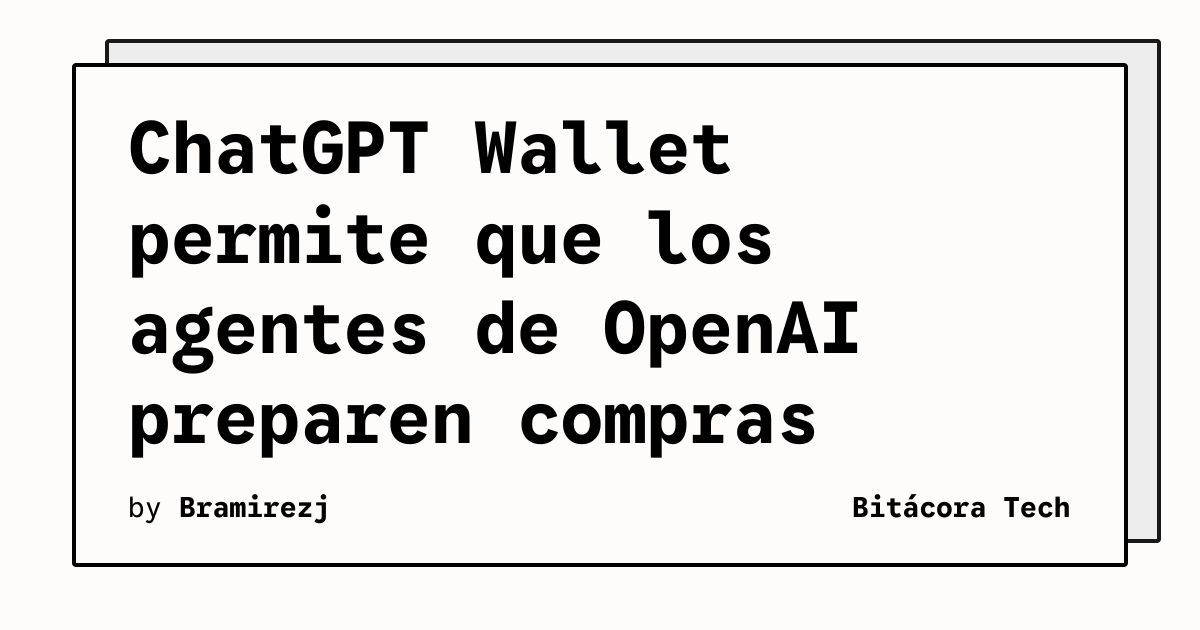 ChatGPT Wallet
permite que los
agentes de OpenAI
preparen compras
by Bramirezj
Bitácora Tech